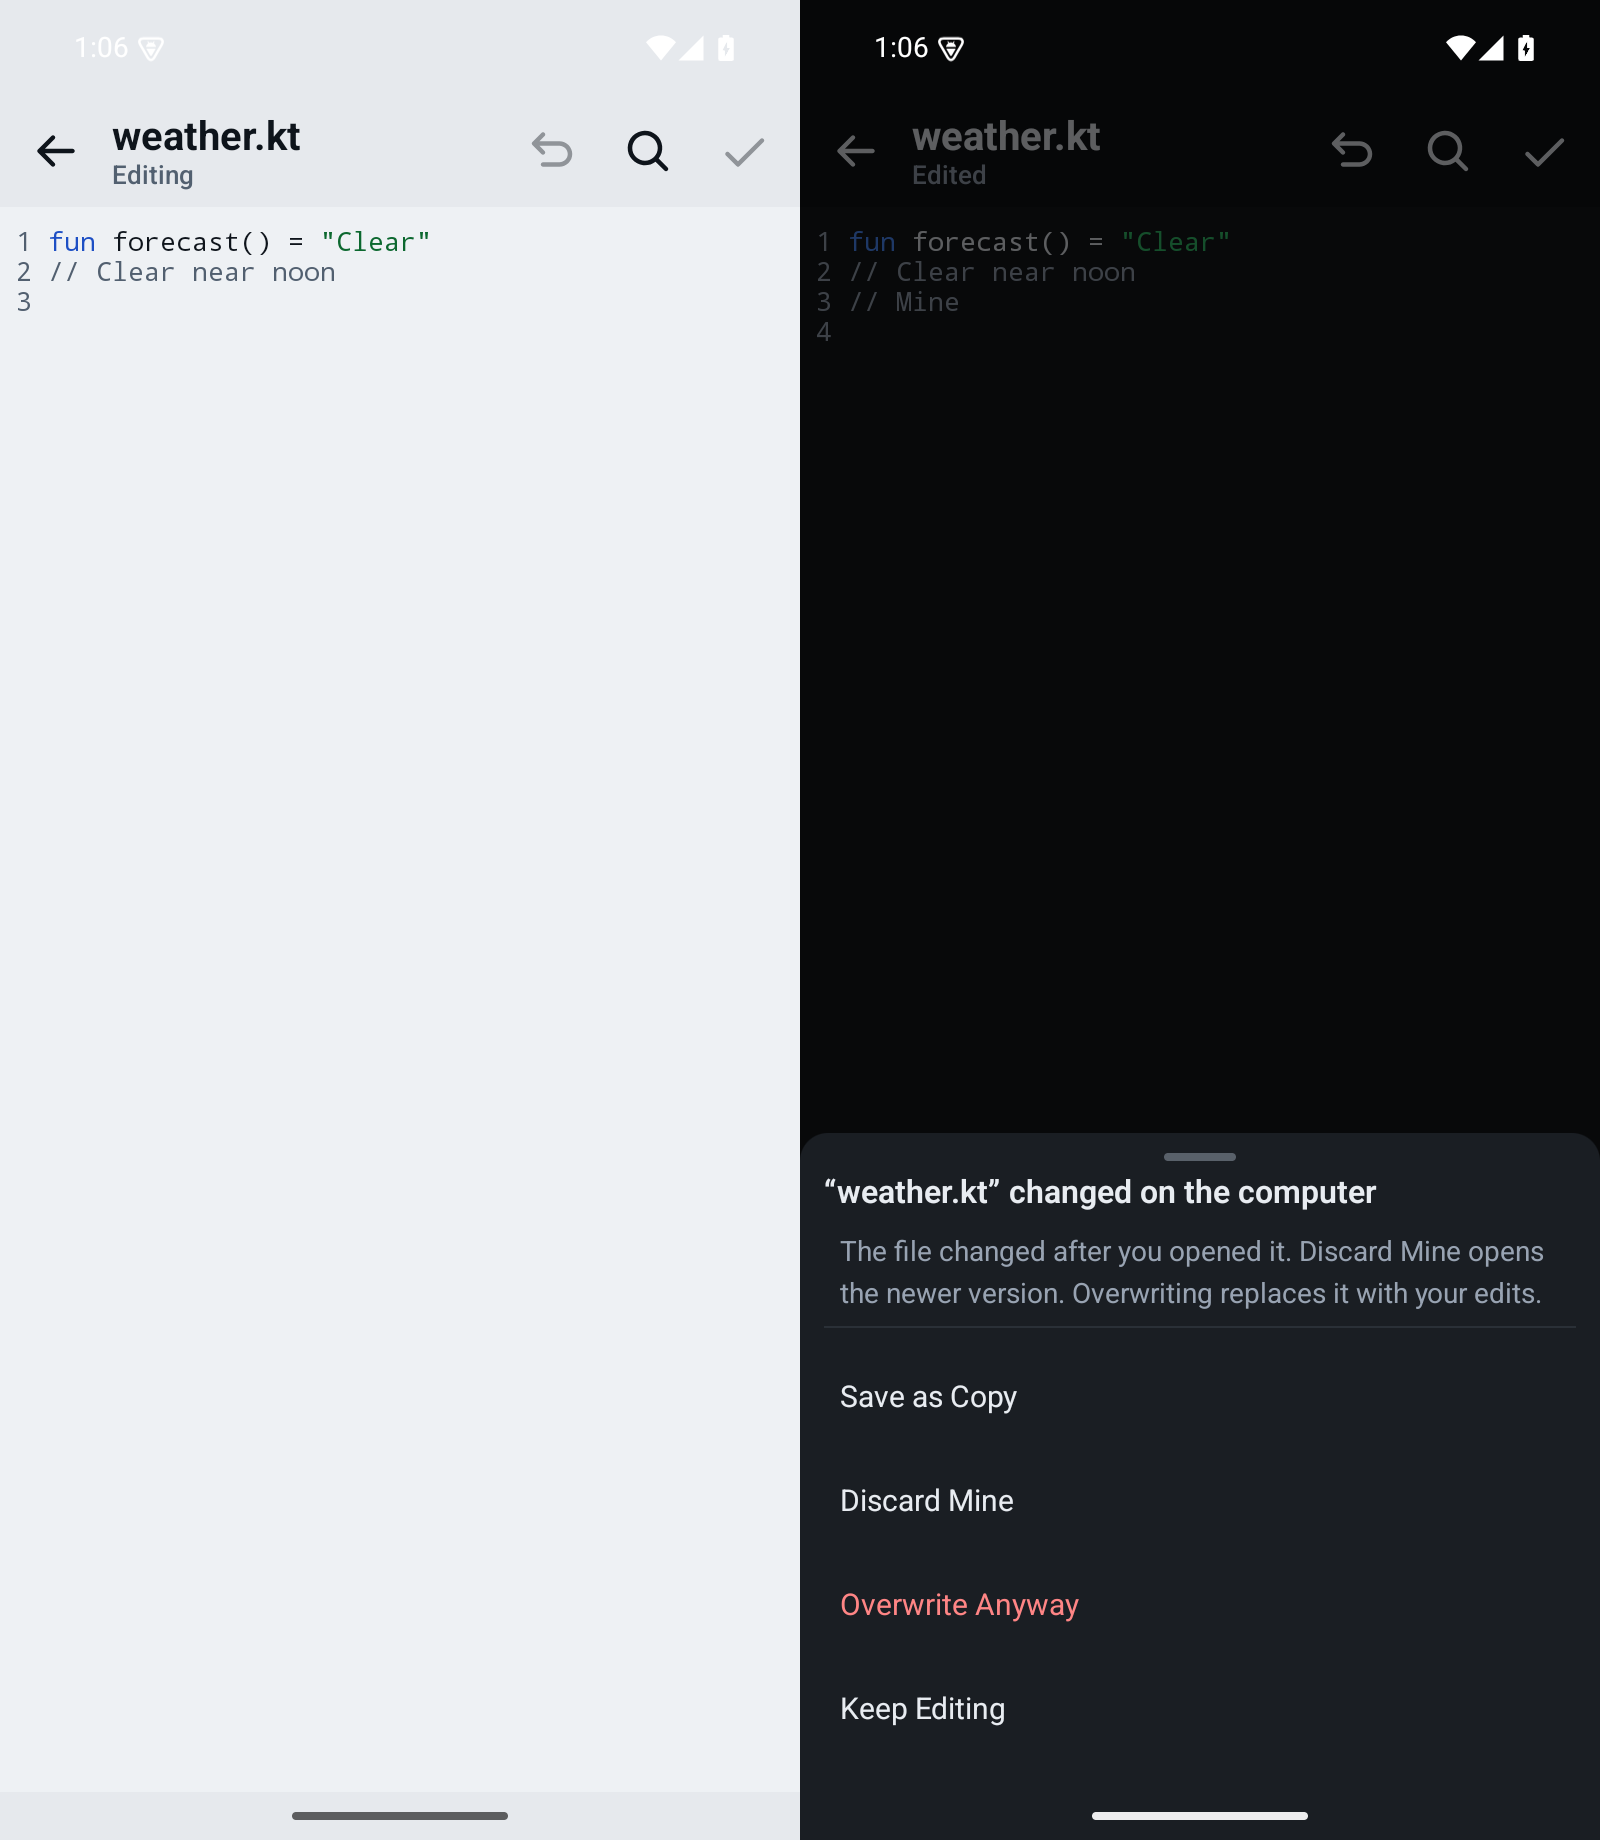 1:06
weather.kt
Editing
1 fun forecast() = "Clear"
2 // Clear near noon
3
1:06
weather.kt
Edited
1 fun forecast() = "Clear"
2 // Clear near noon
3 // Mine
4
“weather.kt” changed on the computer
The file changed after you opened it. Discard Mine opens
the newer version. Overwriting replaces it with your edits.
Save as Copy
Discard Mine
Overwrite Anyway
Keep Editing